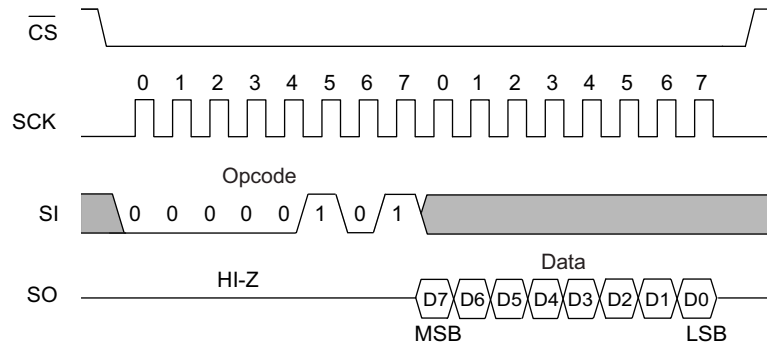 CS
0 1 2 3 4 5 6 7 0 1 2 3 4 5 6 7
SCK
Opcode
SI 0 0 0 0 0 1 0 1
Data
HI-Z
SO D7 D6 D5 D4 D3 D2 D1 D0
MSB LSB